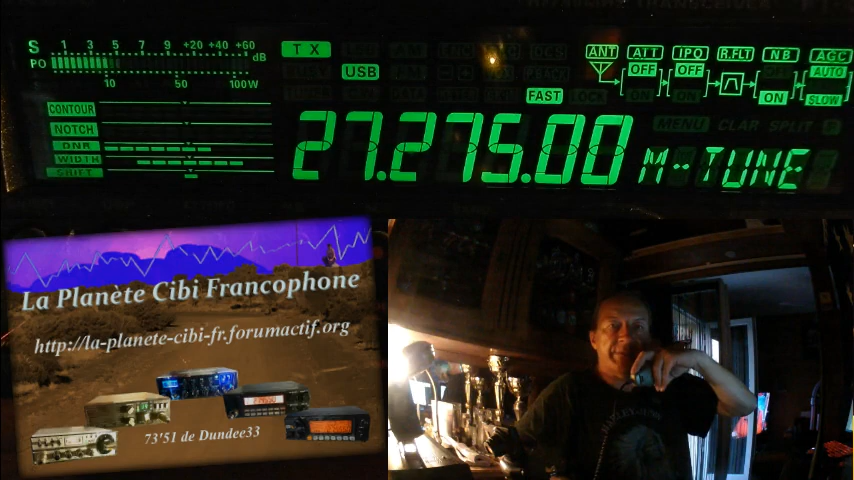 S 1 3 5 7 9 +20 +40 +60 dB
PO 10 50 100W
TX
USB
FAST
ANT ATT IPO R.FLT NB AGC
OFF OFF AUTO
ON SLOW
CONTOUR
NOTCH
DNR
WIDTH
SHIFT
27.275.00
M--TUNE
MENU CLAR SPLIT
La Planète Cibi Francophone
http://la-planete-cibi-fr.forumactif.org
73'51 de Dundee33